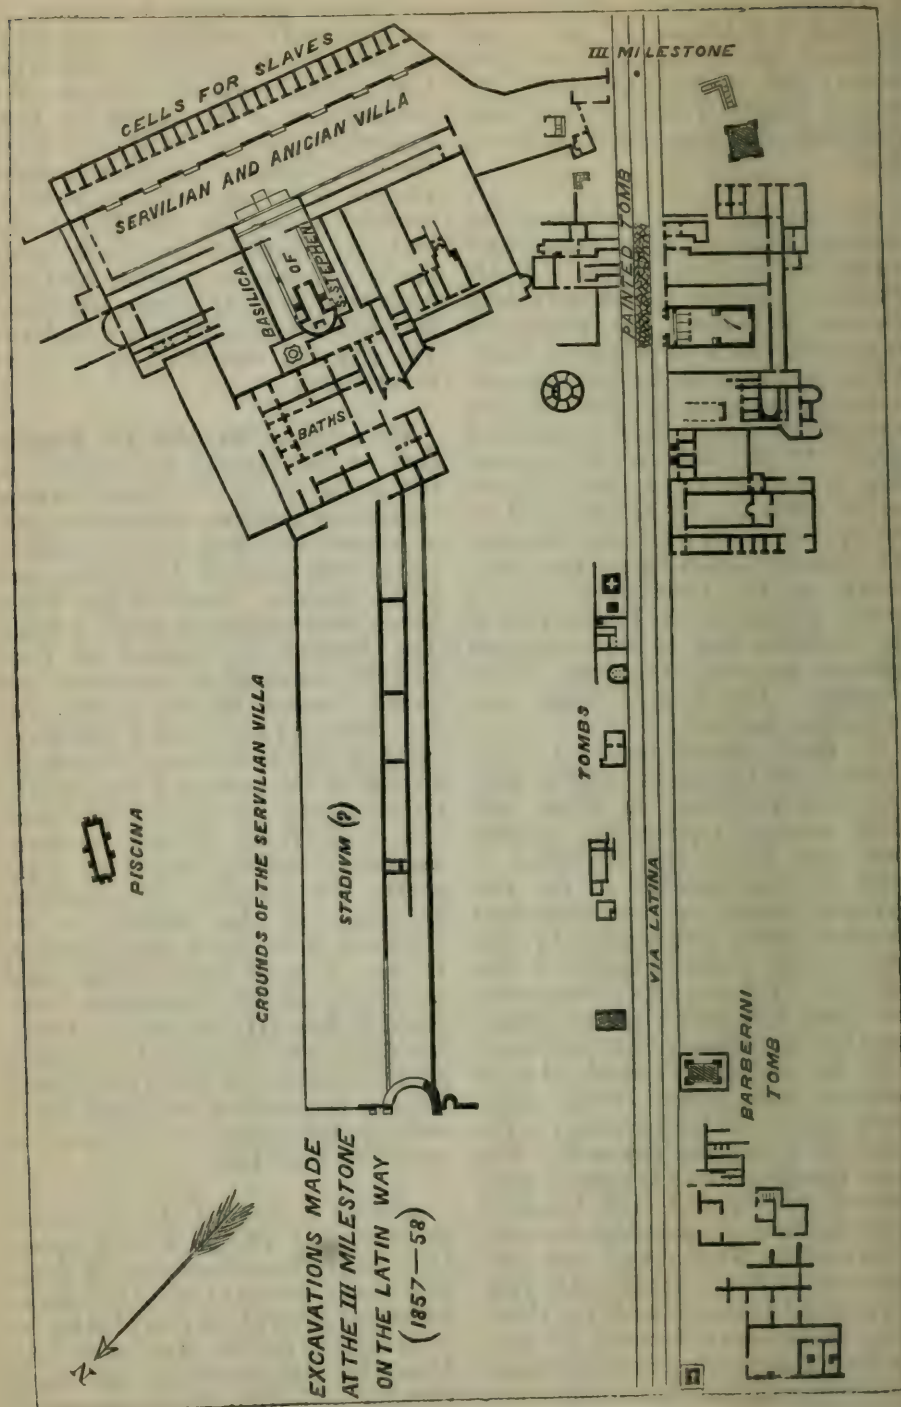 III MILESTONE
CELLS FOR SLAVES
SERVILIAN AND ANICIAN VILLA
PAINTED TOMB
BASILICA
OF
S. STEPHEN
BATHS
GROUNDS OF THE SERVILIAN VILLA
STADIVM (?)
PISCINA
TOMBS
VIA LATINA
BARBERINI
TOMB
EXCAVATIONS MADE
AT THE III MILESTONE
ON THE LATIN WAY
(1857—58)
N